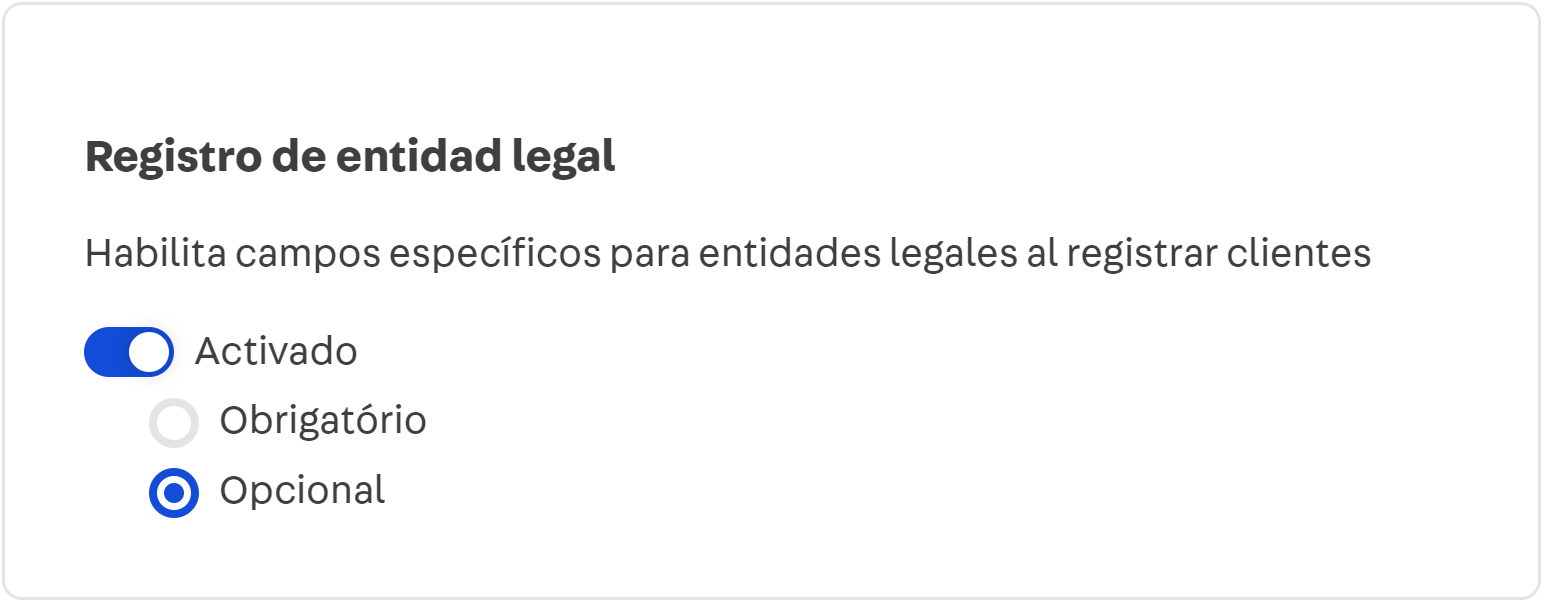 Registro de entidad legal
Habilita campos específicos para entidades legales al registrar clientes
Activado
Obrigatório
Opcional